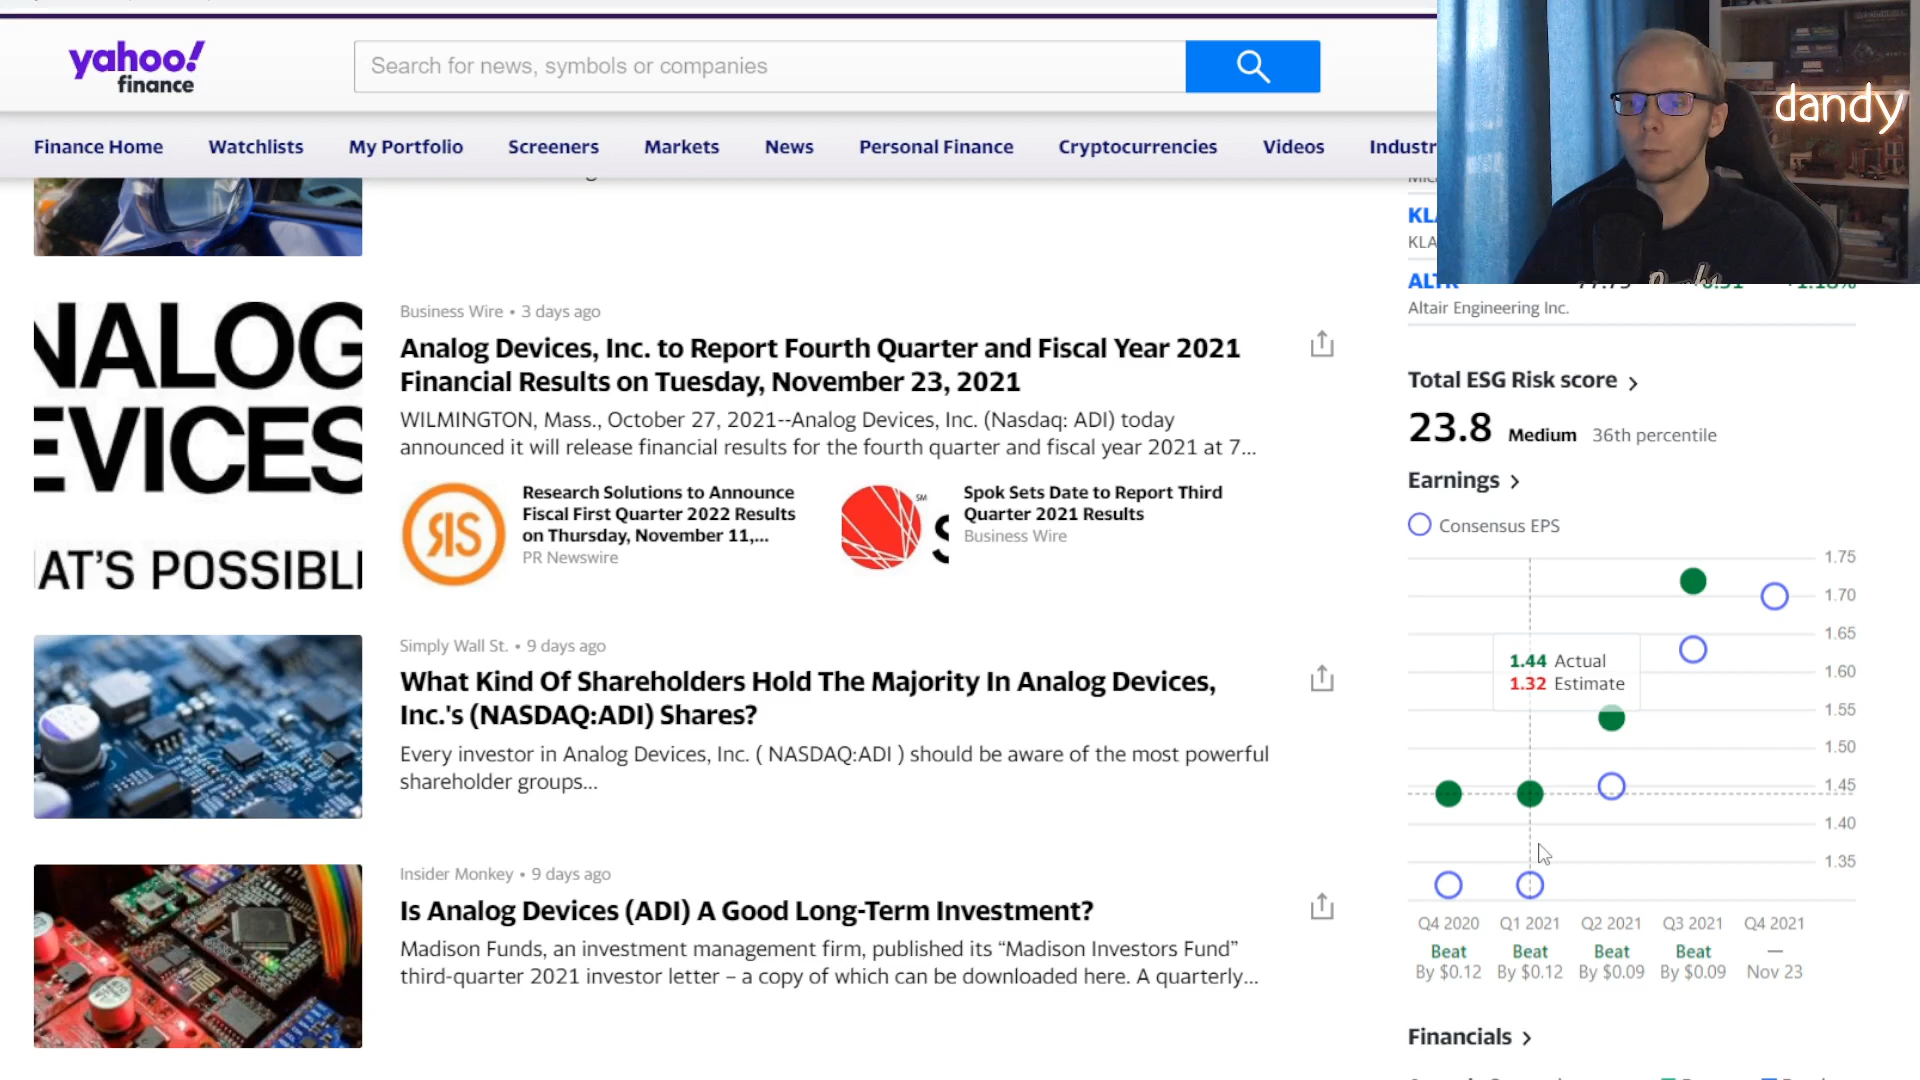 yahoo!
finance
Search for news, symbols or companies
dandy
Finance Home Watchlists My Portfolio Screeners Markets News Personal Finance Cryptocurrencies Videos Industr
KLA
KLA
Altair Engineering Inc.
NALOG
EVICES
AT'S POSSIBL
Business Wire • 3 days ago
Analog Devices, Inc. to Report Fourth Quarter and Fiscal Year 2021
Financial Results on Tuesday, November 23, 2021
WILMINGTON, Mass., October 27, 2021--Analog Devices, Inc. (Nasdaq: ADI) today
announced it will release financial results for the fourth quarter and fiscal year 2021 at 7...
Research Solutions to Announce
Fiscal First Quarter 2022 Results
on Thursday, November 11,...
PR Newswire
SM
S
Spok Sets Date to Report Third
Quarter 2021 Results
Business Wire
Simply Wall St. • 9 days ago
What Kind Of Shareholders Hold The Majority In Analog Devices,
Inc.'s (NASDAQ:ADI) Shares?
Every investor in Analog Devices, Inc. ( NASDAQ:ADI ) should be aware of the most powerful
shareholder groups...
Insider Monkey • 9 days ago
Is Analog Devices (ADI) A Good Long-Term Investment?
Madison Funds, an investment management firm, published its “Madison Investors Fund”
third-quarter 2021 investor letter – a copy of which can be downloaded here. A quarterly...
Total ESG Risk score
23.8 Medium 36th percentile
Earnings
Consensus EPS
1.75
1.70
1.65
1.60
1.55
1.50
1.45
1.40
1.35
1.44 Actual
1.32 Estimate
Q4 2020 Q1 2021 Q2 2021 Q3 2021 Q4 2021
Beat Beat Beat Beat —
By $0.12 By $0.12 By $0.09 By $0.09 Nov 23
Financials